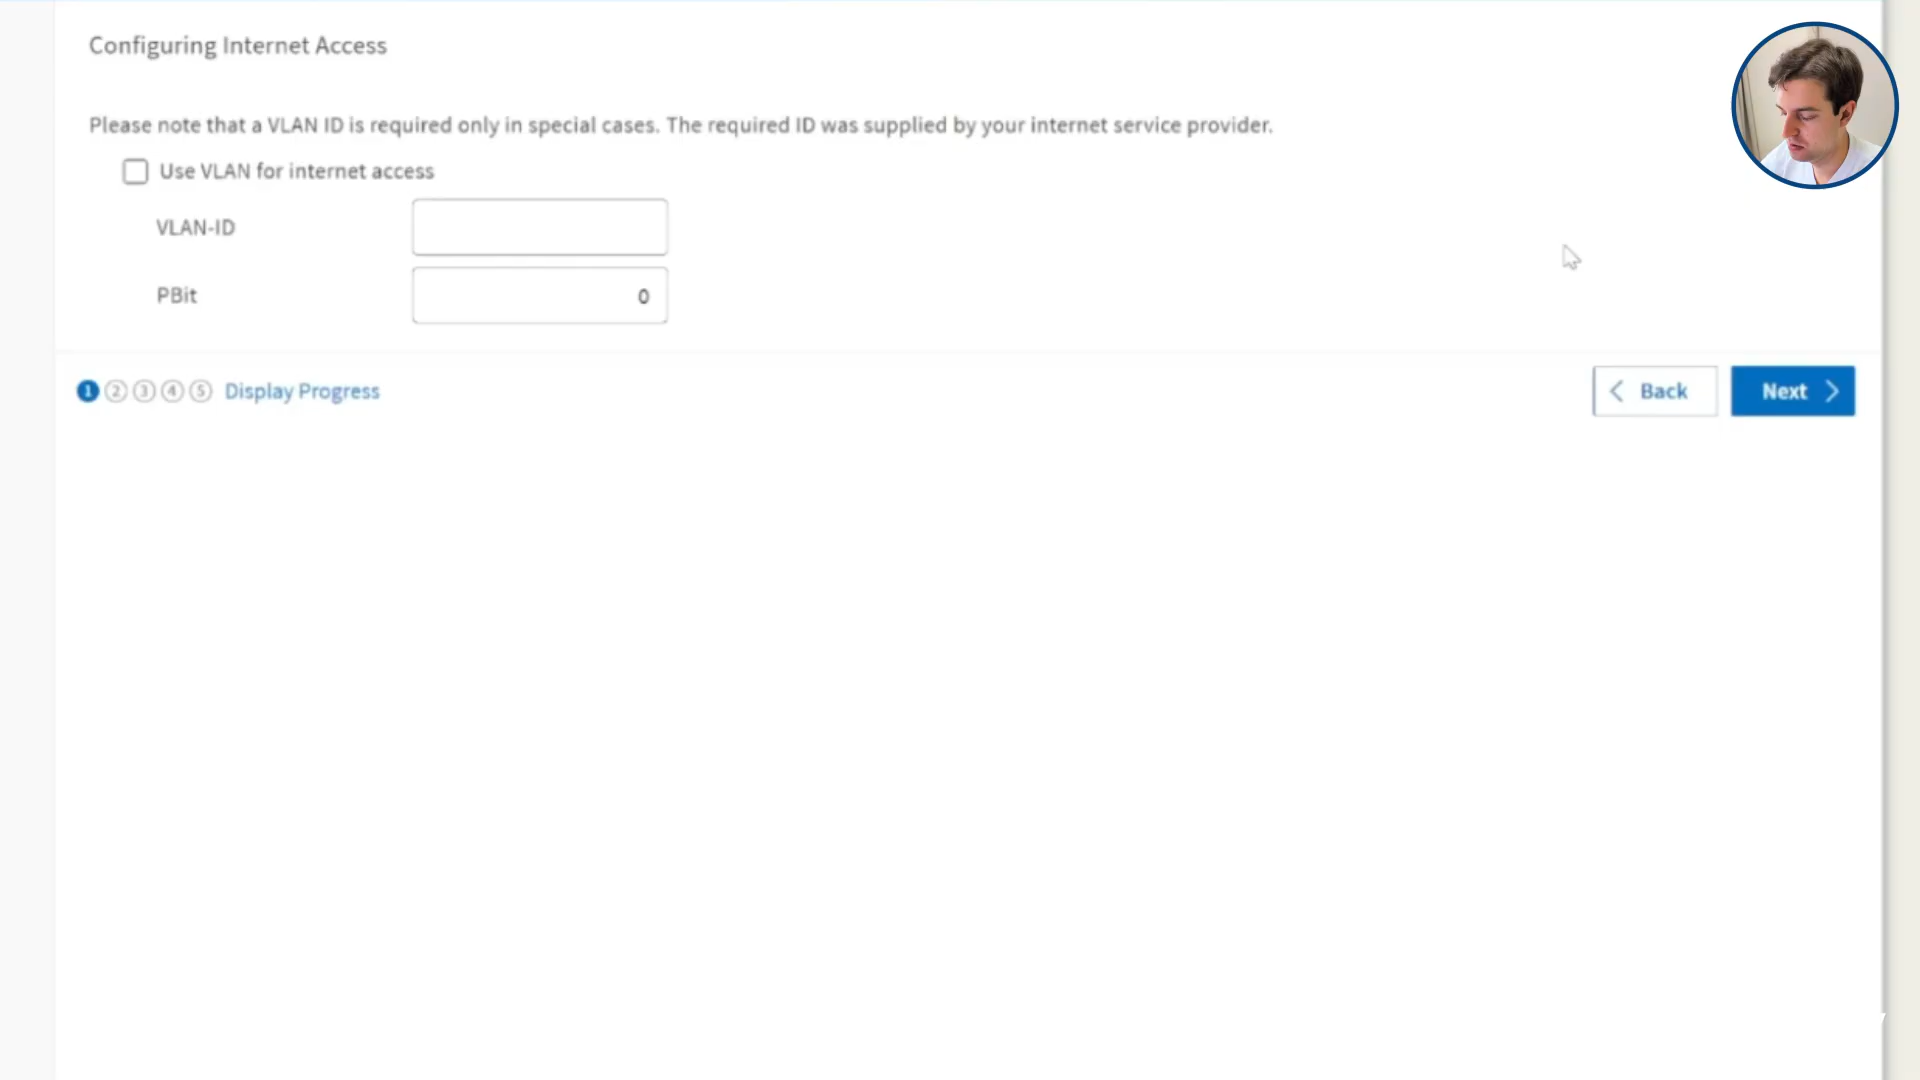 Configuring Internet Access
Please note that a VLAN ID is required only in special cases. The required ID was supplied by your internet service provider.
Use VLAN for internet access
VLAN-ID
PBit 0
1 2 3 4 5 Display Progress
Back Next